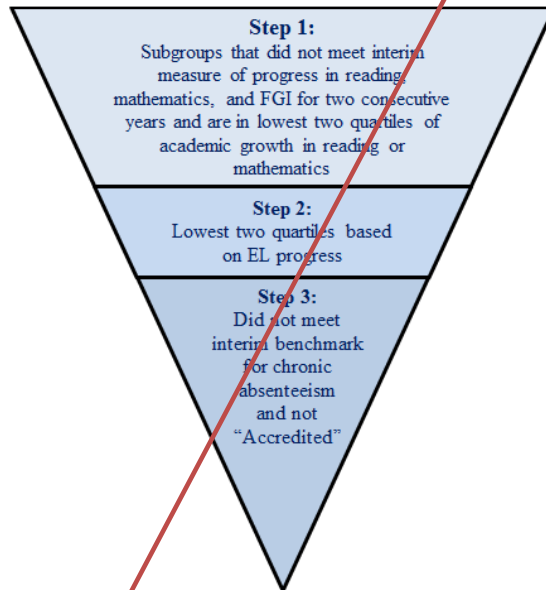 Step 1:
Subgroups that did not meet interim
measure of progress in reading,
mathematics, and FGI for two consecutive
years and are in lowest two quartiles of
academic growth in reading or
mathematics
Step 2:
Lowest two quartiles based
on EL progress
Step 3:
Did not meet
interim benchmark
for chronic
absenteeism
and not
“Accredited”